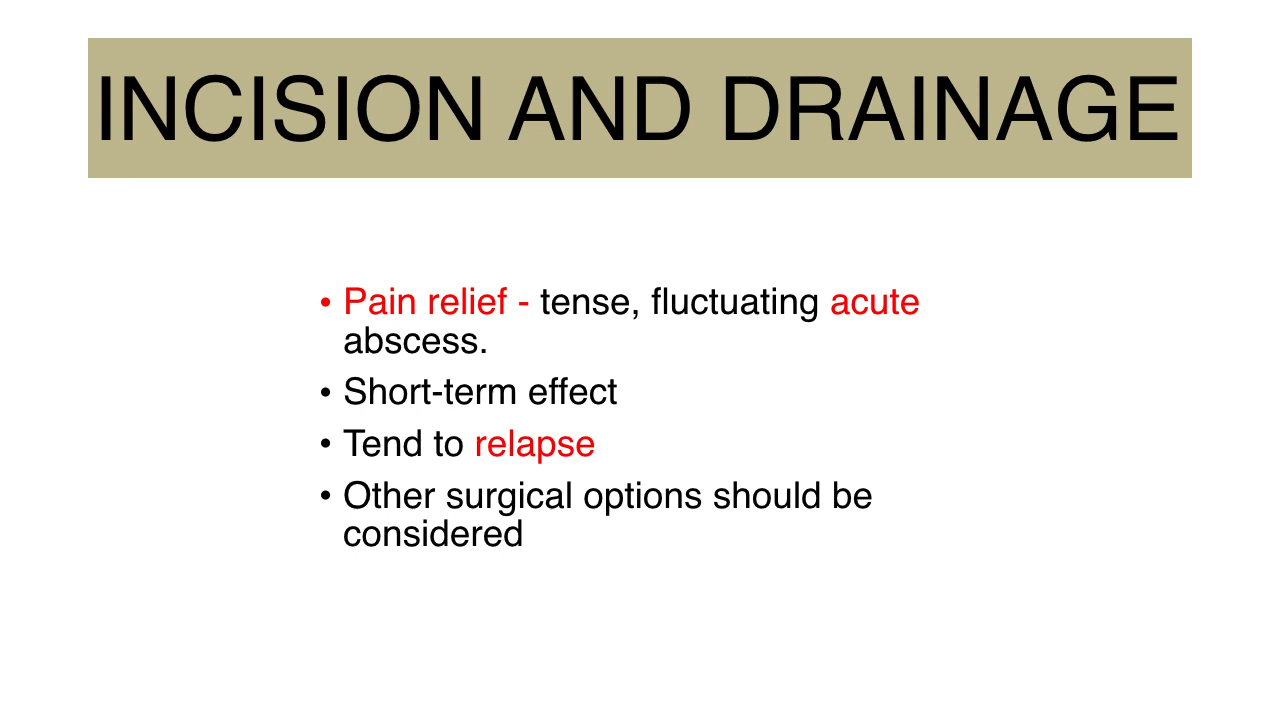 INCISION AND DRAINAGE
• Pain relief - tense, fluctuating acute
abscess.
• Short-term effect
• Tend to relapse
• Other surgical options should be
considered